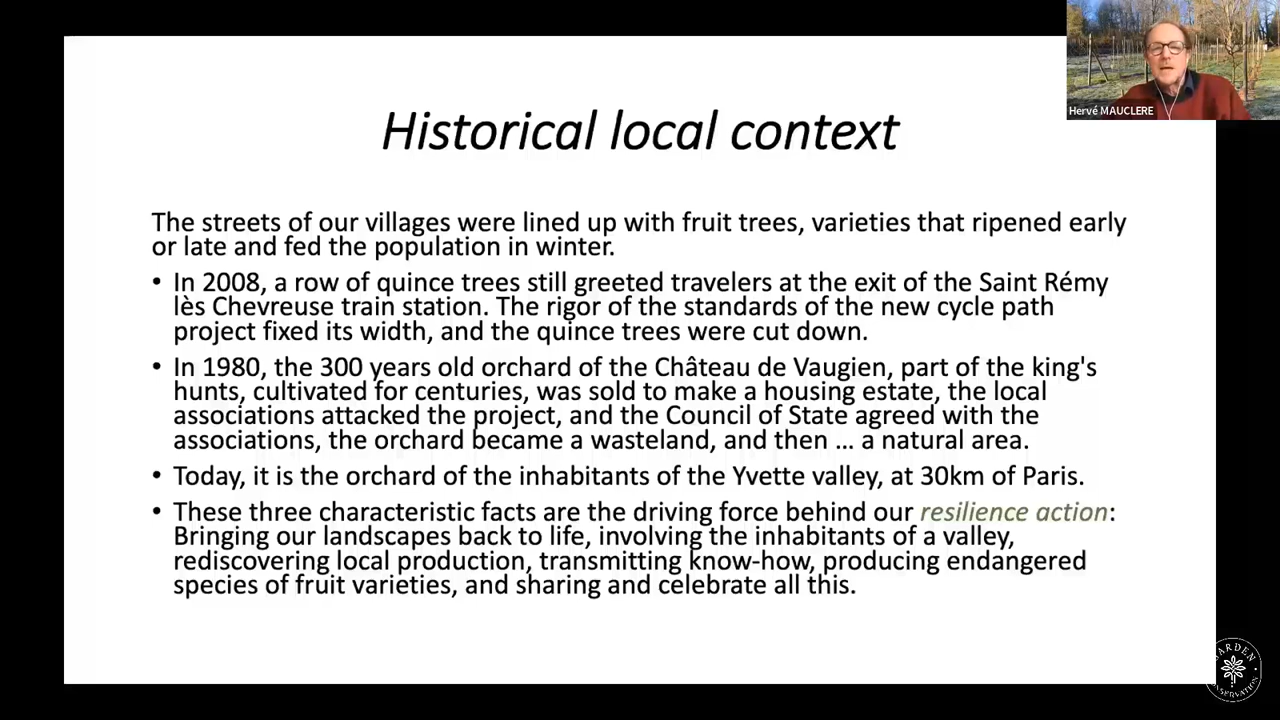 Hervé MAUCLERE
Historical local context
The streets of our villages were lined up with fruit trees, varieties that ripened early
or late and fed the population in winter.
• In 2008, a row of quince trees still greeted travelers at the exit of the Saint Rémy
lès Chevreuse train station. The rigor of the standards of the new cycle path
project fixed its width, and the quince trees were cut down.
• In 1980, the 300 years old orchard of the Château de Vaugien, part of the king's
hunts, cultivated for centuries, was sold to make a housing estate, the local
associations attacked the project, and the Council of State agreed with the
associations, the orchard became a wasteland, and then … a natural area.
• Today, it is the orchard of the inhabitants of the Yvette valley, at 30km of Paris.
• These three characteristic facts are the driving force behind our resilience action:
Bringing our landscapes back to life, involving the inhabitants of a valley,
rediscovering local production, transmitting know-how, producing endangered
species of fruit varieties, and sharing and celebrate all this.